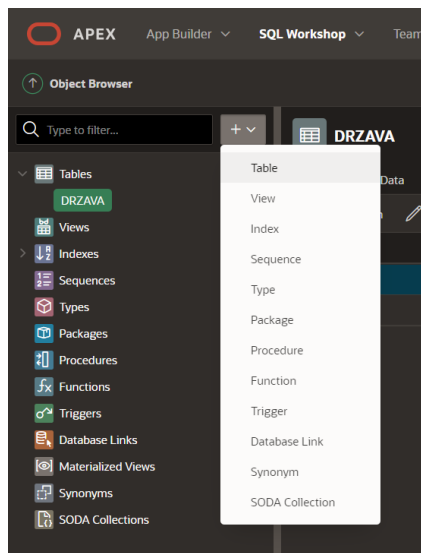 APEX App Builder SQL Workshop Team
Object Browser
Type to filter...
DRZAVA
Data
Tables
DRZAVA
Views
Indexes
Sequences
Types
Packages
Procedures
Functions
Triggers
Database Links
Materialized Views
Synonyms
SODA Collections
Table
View
Index
Sequence
Type
Package
Procedure
Function
Trigger
Database Link
Synonym
SODA Collection